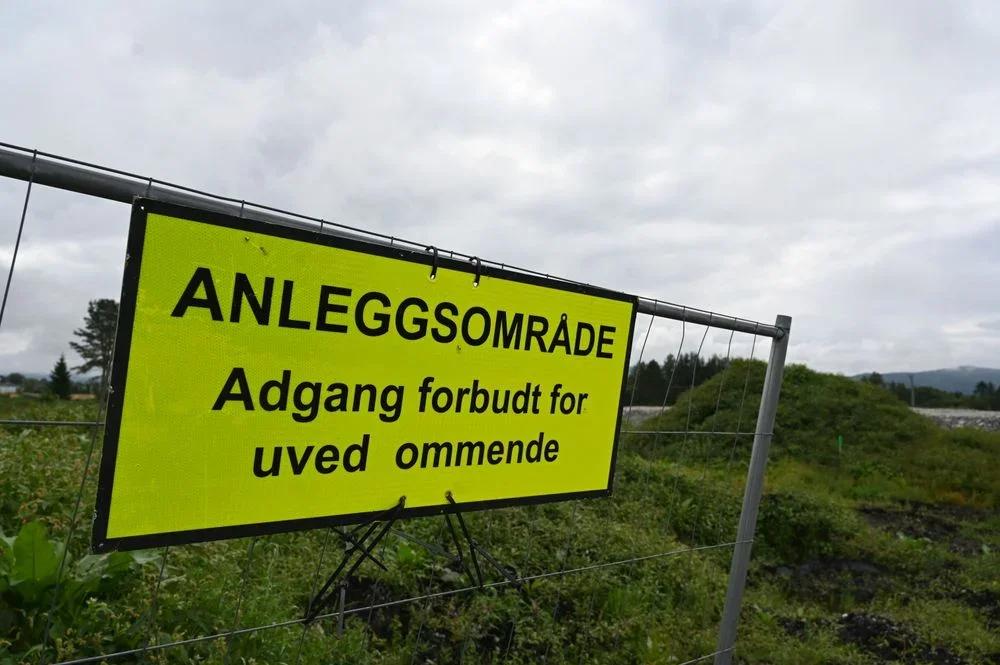 ANLEGGSOMRÅDE
Adgang forbudt for
uved ommende